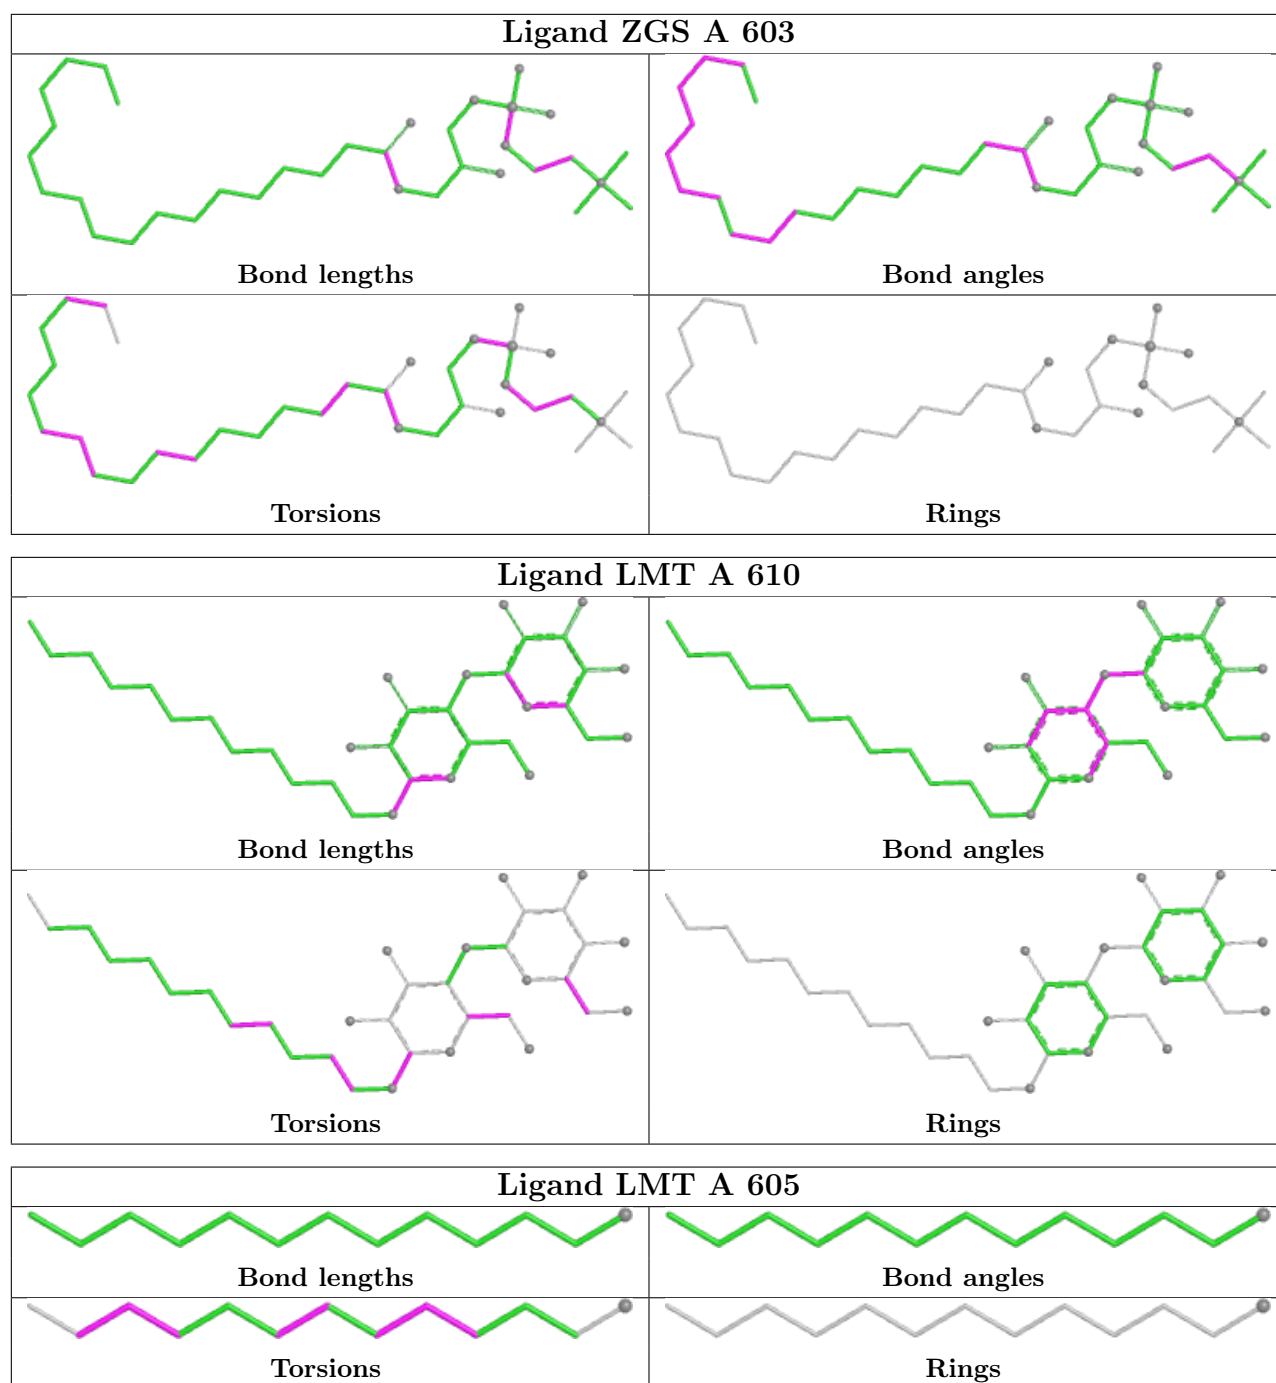 Ligand ZGS A 603
Bond lengths
Bond angles
Torsions
Rings
Ligand LMT A 610
Bond lengths
Bond angles
Torsions
Rings
Ligand LMT A 605
Bond lengths
Bond angles
Torsions
Rings